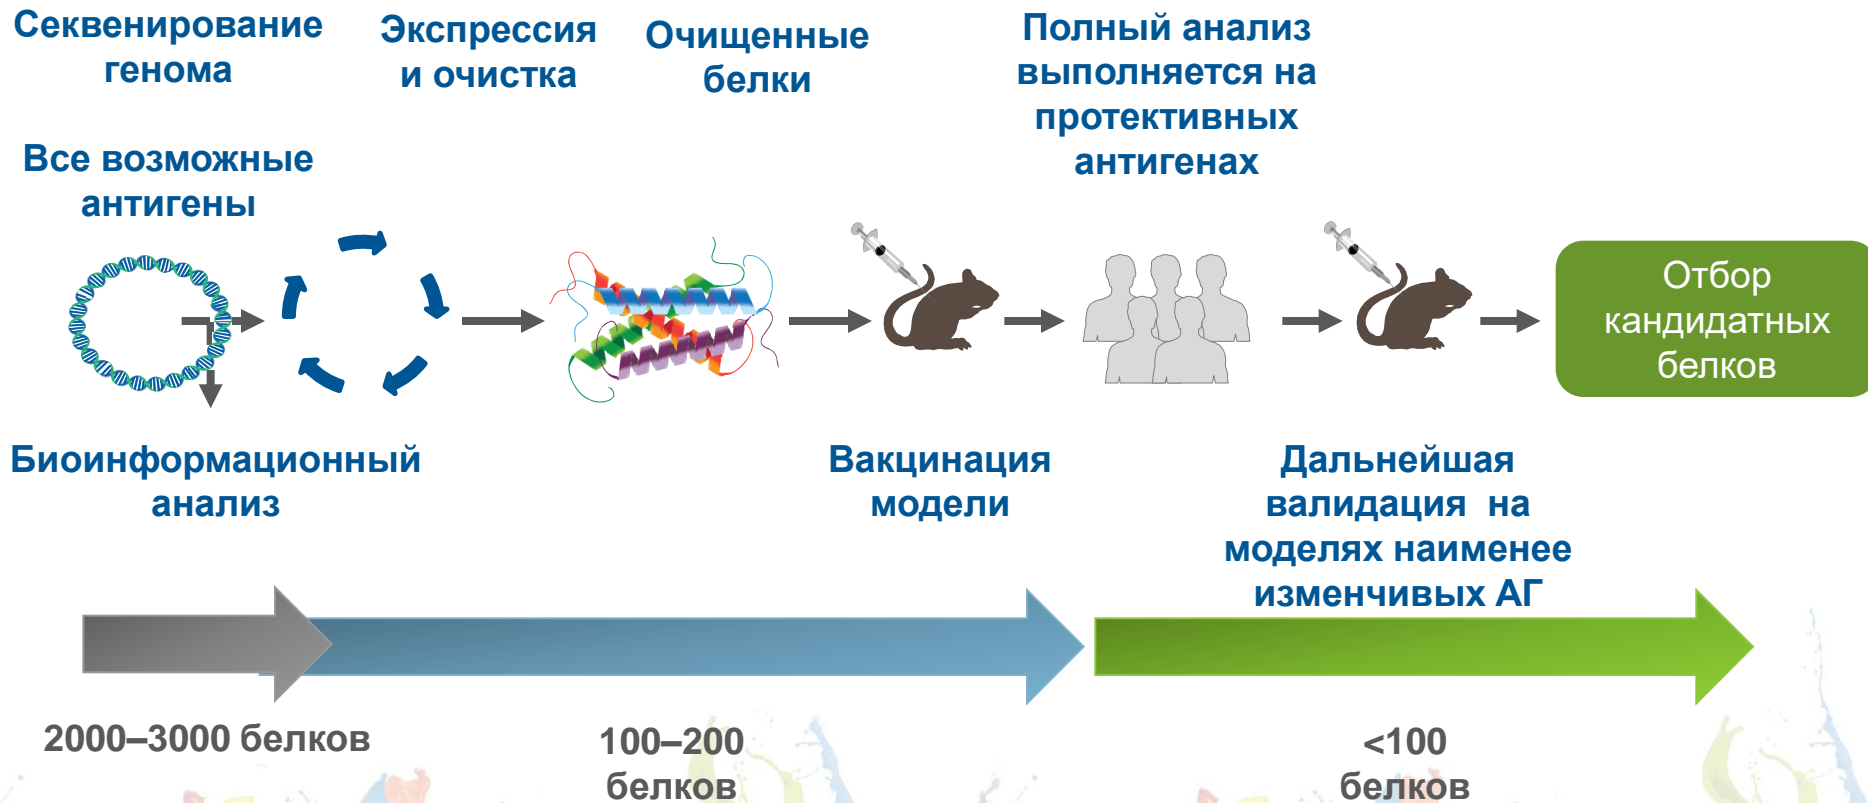 Секвенирование
генома
Экспрессия
и очистка
Очищенные
белки
Полный анализ
выполняется на
протективных
антигенах
Все возможные
антигены
Отбор
кандидатных
белков
Биоинформационный
анализ
Вакцинация
модели
Дальнейшая
валидация на
моделях наименее
изменчивых АГ
2000–3000 белков
100–200
белков
<100
белков